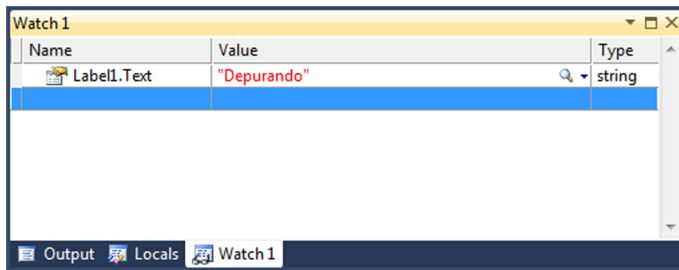 Watch 1
Name Value Type
Label1.Text "Depurando" string
Output Locals Watch 1